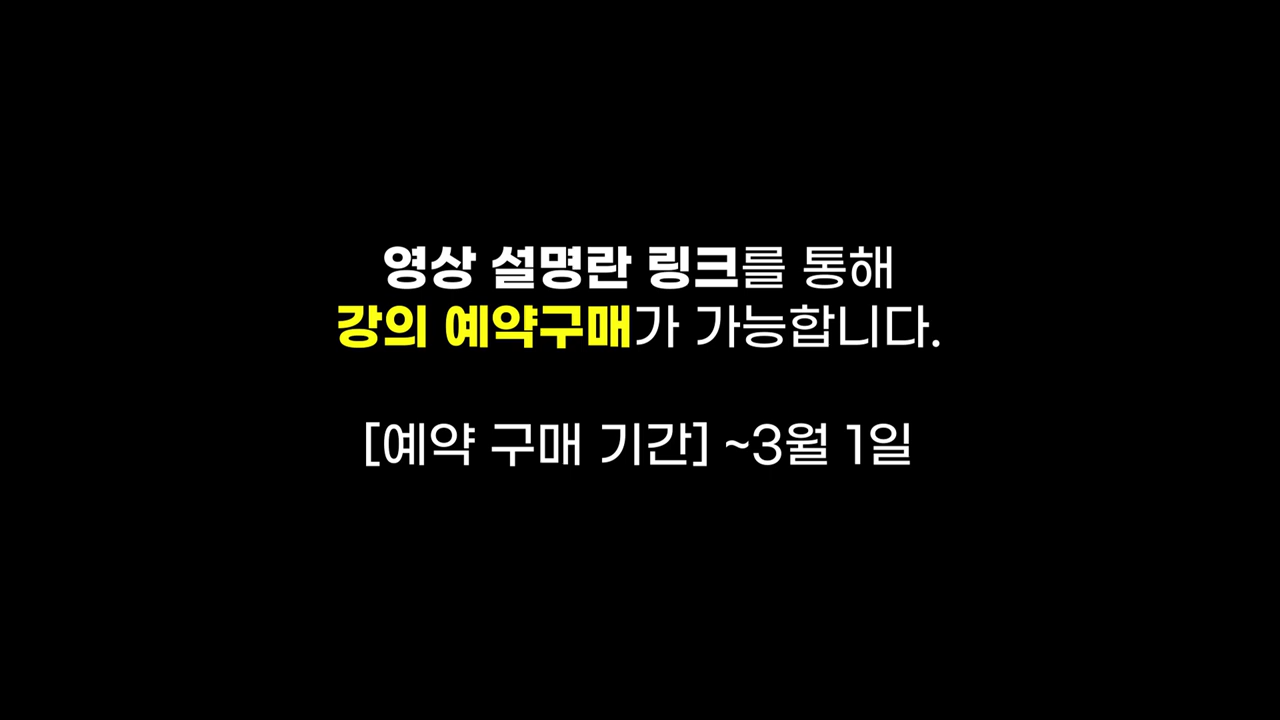 영상 설명란 링크를 통해
강의 예약구매가 가능합니다.
[예약 구매 기간] ~3월 1일